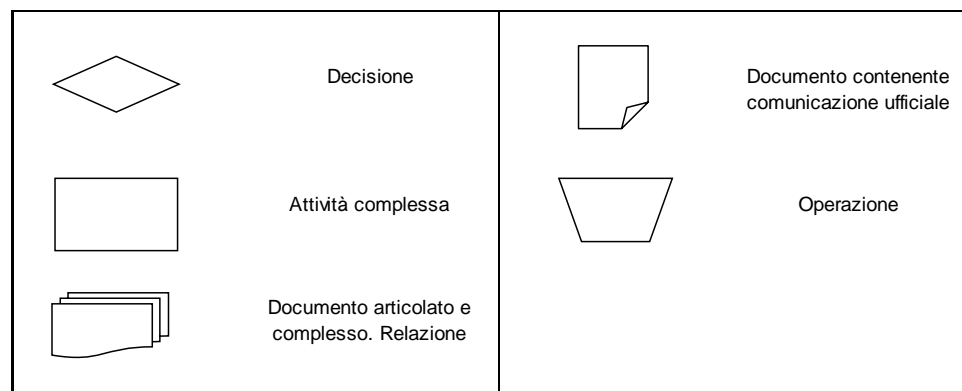 Decisione
Attività complessa
Documento articolato e
complesso. Relazione
Documento contenente
comunicazione ufficiale
Operazione